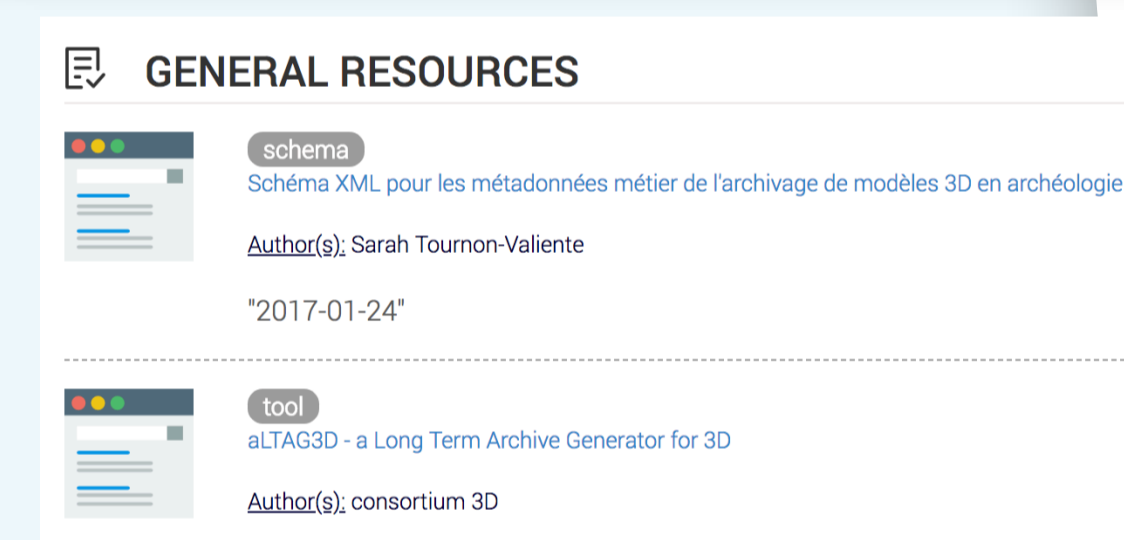 GENERAL RESOURCES
schema
Schéma XML pour les métadonnées métier de l'archivage de modèles 3D en archéologie
Author(s): Sarah Tournon-Valiente
"2017-01-24"
tool
aLTAG3D - a Long Term Archive Generator for 3D
Author(s): consortium 3D